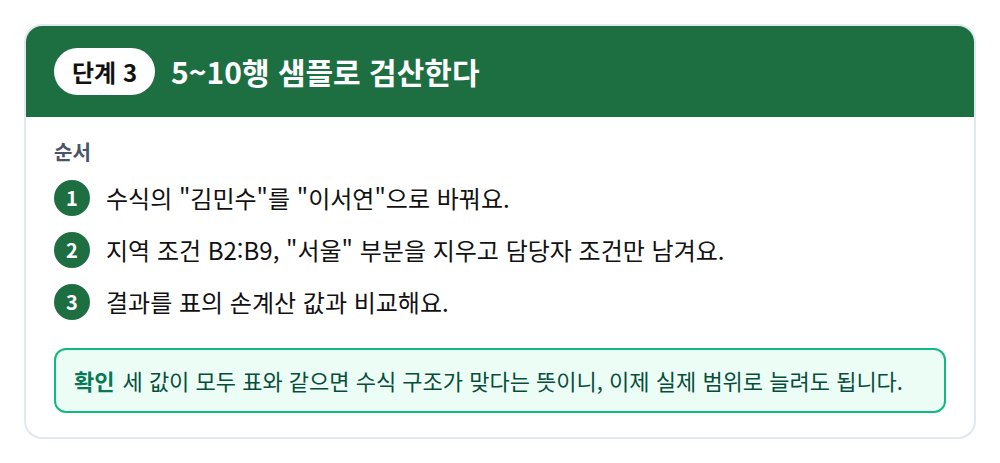 단계 3 5~10행 샘플로 검산한다
순서
1 수식의 "김민수"를 "이서연"으로 바꿔요.
2 지역 조건 B2:B9, "서울" 부분을 지우고 담당자 조건만 남겨요.
3 결과를 표의 손계산 값과 비교해요.
확인 세 값이 모두 표와 같으면 수식 구조가 맞다는 뜻이니, 이제 실제 범위로 늘려도 됩니다.